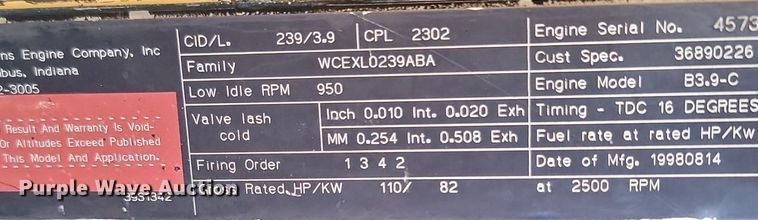 ns Engine Company, Inc
bus, Indiana
2-3005
Result And Warranty Is Void-
Or Altitudes Exceed Published
This Model And Application.
3931342
CID/L. 239/3.9 CPL 2302
Family WCEXL0239ABA
Low Idle RPM 950
Valve lash cold
Inch 0.010 Int. 0.020 Exh
MM 0.254 Int. 0.508 Exh
Firing Order 1 3 4 2
Rated HP/KW 110/ 82 at 2500 RPM
Engine Serial No. 4573
Cust Spec. 36890226
Engine Model B3.9-C
Timing - TDC 16 DEGREES
Fuel rate at rated HP/Kw
Date of Mfg. 19980814
Purple Wave Auction